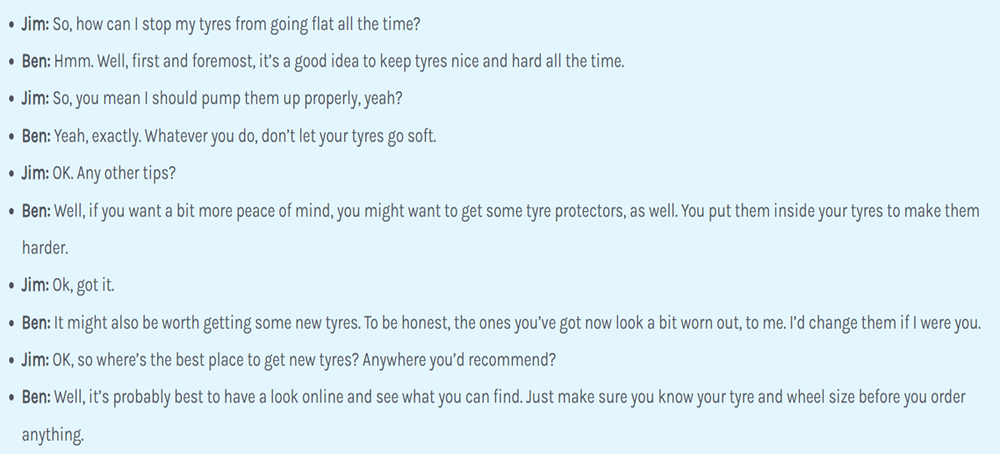 • Jim: So, how can I stop my tyres from going flat all the time?
• Ben: Hmm. Well, first and foremost, it's a good idea to keep tyres nice and hard all the time.
• Jim: So, you mean I should pump them up properly, yeah?
• Ben: Yeah, exactly. Whatever you do, don't let your tyres go soft.
• Jim: OK. Any other tips?
• Ben: Well, if you want a bit more peace of mind, you might want to get some tyre protectors, as well. You put them inside your tyres to make them
harder.
• Jim: Ok, got it.
• Ben: It might also be worth getting some new tyres. To be honest, the ones you've got now look a bit worn out, to me. I'd change them if I were you.
• Jim: OK, so where's the best place to get new tyres? Anywhere you'd recommend?
• Ben: Well, it's probably best to have a look online and see what you can find. Just make sure you know your tyre and wheel size before you order
anything.